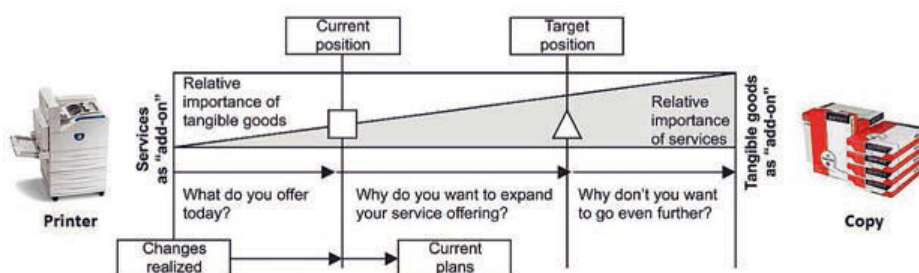 Current
position
Target
position
Services
as "add-on"
Relative
importance of
tangible goods
Relative
importance
of services
Tangible goods
as "add-on"
Printer
What do you offer
today?
Why do you want to expand
your service offering?
Why don't you want
to go even further?
Copy
Changes
realized
Current
plans